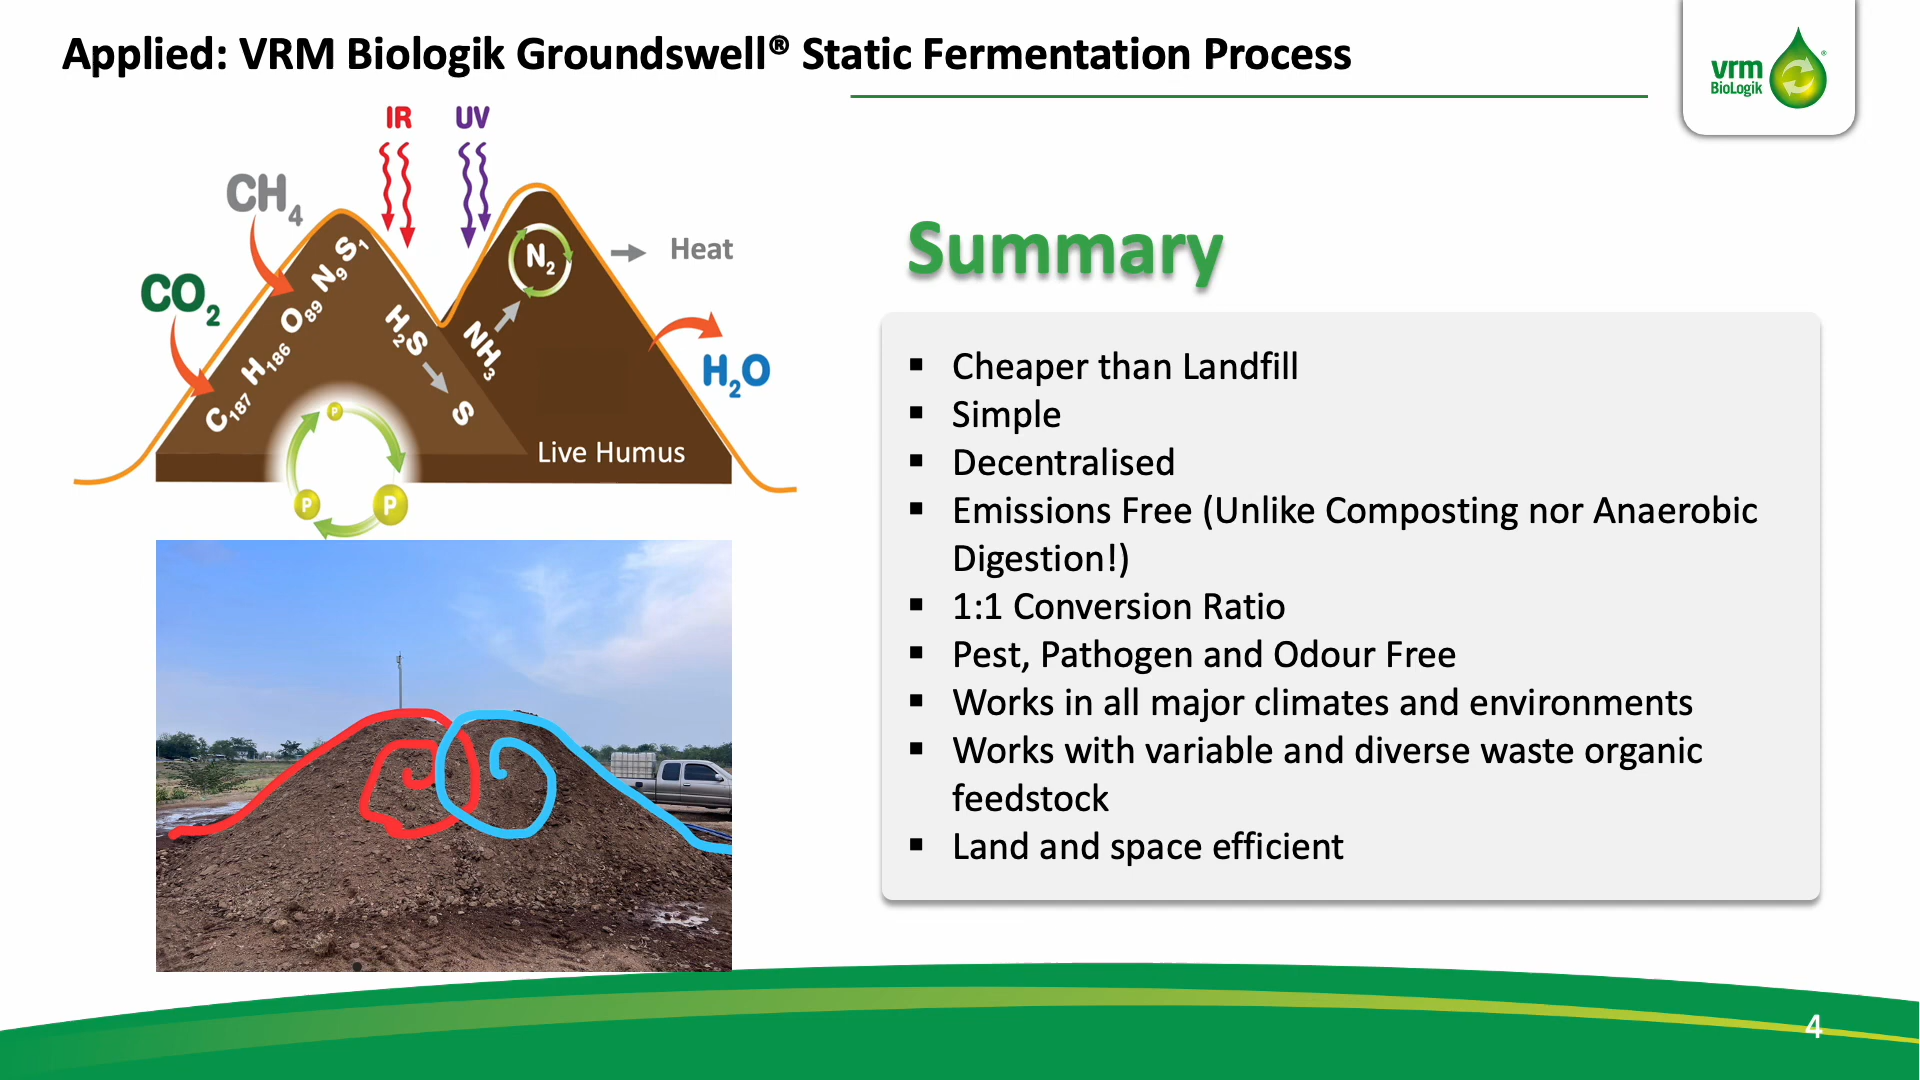 Applied: VRM Biologik Groundswell® Static Fermentation Process
vrm
BioLogik
IR UV
CH4
CO2
C187 H186 O89 N9 S1
H2S
S
NH3
N2
Heat
H2O
P
P
P
Live Humus
Summary
▪ Cheaper than Landfill
▪ Simple
▪ Decentralised
▪ Emissions Free (Unlike Composting nor Anaerobic
Digestion!)
▪ 1:1 Conversion Ratio
▪ Pest, Pathogen and Odour Free
▪ Works in all major climates and environments
▪ Works with variable and diverse waste organic
feedstock
▪ Land and space efficient
4